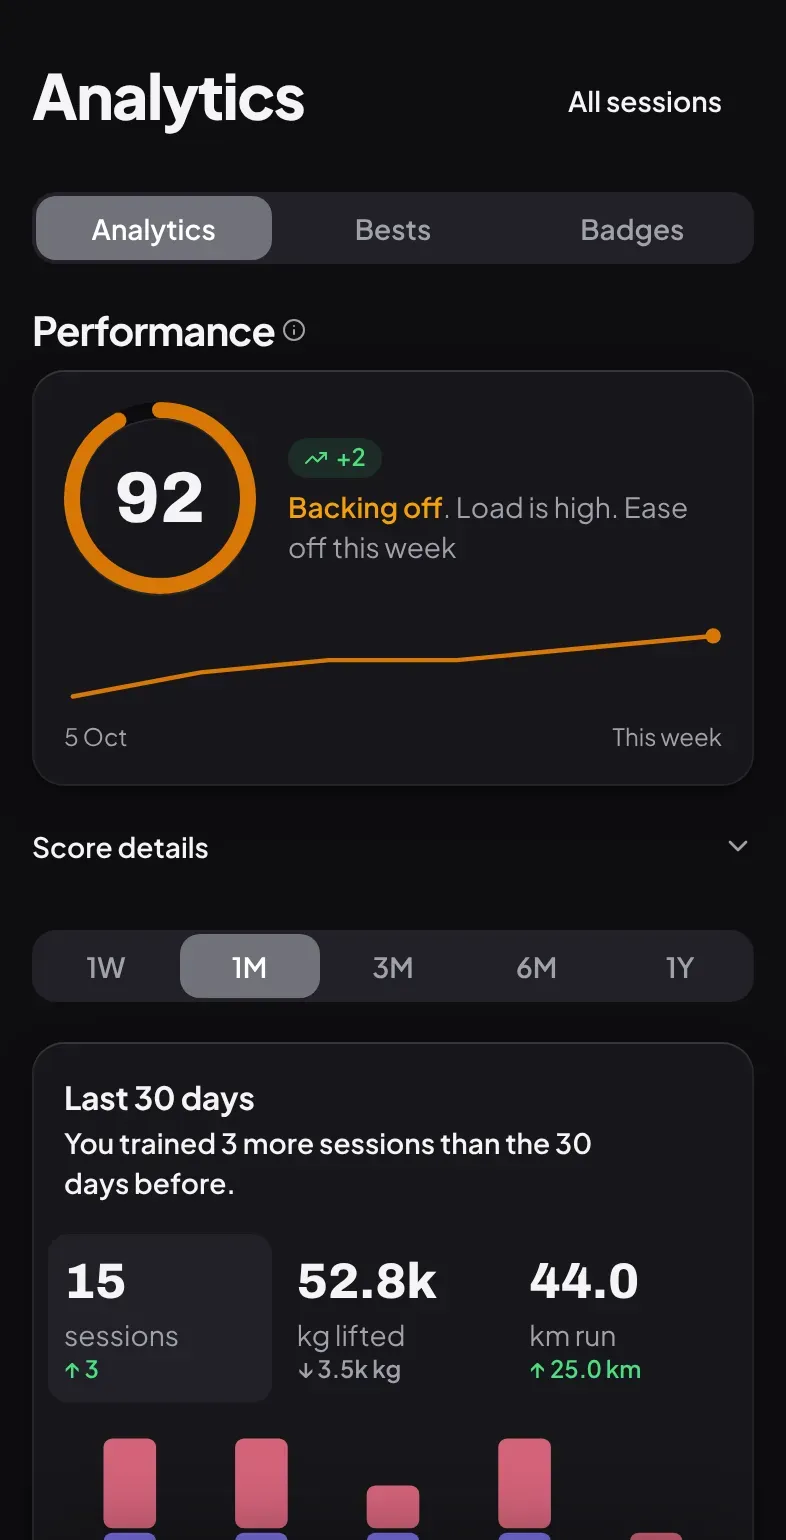 Analytics
All sessions
Analytics
Bests
Badges
Performance
92
+2
Backing off. Load is high. Ease
off this week
5 Oct
This week
Score details
1W
1M
3M
6M
1Y
Last 30 days
You trained 3 more sessions than the 30
days before.
15
sessions
↑ 3
52.8k
kg lifted
↓ 3.5k kg
44.0
km run
↑ 25.0 km